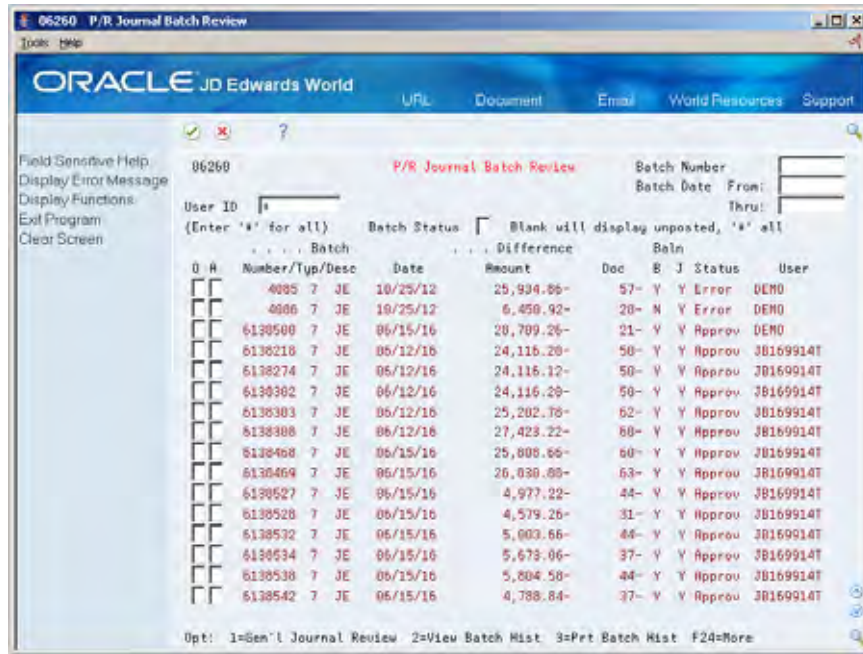 06260 P/R Journal Batch Review
Tools Help
ORACLE JD Edwards World
URL Document Email World Resources Support
?
Field Sensitive Help
Display Error Message
Display Functions
Exit Program
Clear Screen
06260 P/R Journal Batch Review Batch Number
Batch Date From:
User ID * Thru:
(Enter '*' for all) Batch Status Blank will display unposted, '*' all
. . . . Batch . . . Difference Baln
O A Number/Typ/Desc Date Amount Doc B J Status User
4085 7 JE 10/25/12 25,934.86- 57- Y Y Error DEMO
4086 7 JE 10/25/12 6,450.92- 28- N Y Error DEMO
6138500 7 JE 06/15/16 28,709.26- 21- Y Y Approv DEMO
6138218 7 JE 06/12/16 24,116.20- 50- Y Y Approv JB169914T
6138274 7 JE 06/12/16 24,116.12- 50- Y Y Approv JB169914T
6138302 7 JE 06/12/16 24,116.20- 50- Y Y Approv JB169914T
6138303 7 JE 06/12/16 25,202.78- 62- Y Y Approv JB169914T
6138308 7 JE 06/12/16 27,423.22- 68- Y Y Approv JB169914T
6138468 7 JE 06/15/16 25,808.66- 60- Y Y Approv JB169914T
6138469 7 JE 06/15/16 63- Y Y Approv JB169914T
6138527 7 JE 06/15/16 4,977.22- 44- Y Y Approv JB169914T
6138528 7 JE 06/15/16 4,579.26- 31- Y Y Approv JB169914T
6138532 7 JE 06/15/16 5,003.66- 44- Y Y Approv JB169914T
6138534 7 JE 06/15/16 5,673.06- 37- Y Y Approv JB169914T
6138538 7 JE 06/15/16 5,804.58- 44- Y Y Approv JB169914T
6138542 7 JE 06/15/16 4,788.84- 37- Y Y Approv JB169914T
Opt: 1=Gen'l Journal Review 2=View Batch Hist 3=Prt Batch Hist F24=More